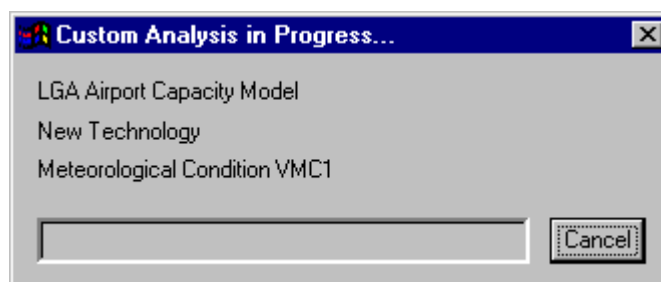 Custom Analysis in Progress...
LGA Airport Capacity Model
New Technology
Meteorological Condition VMC1
Cancel